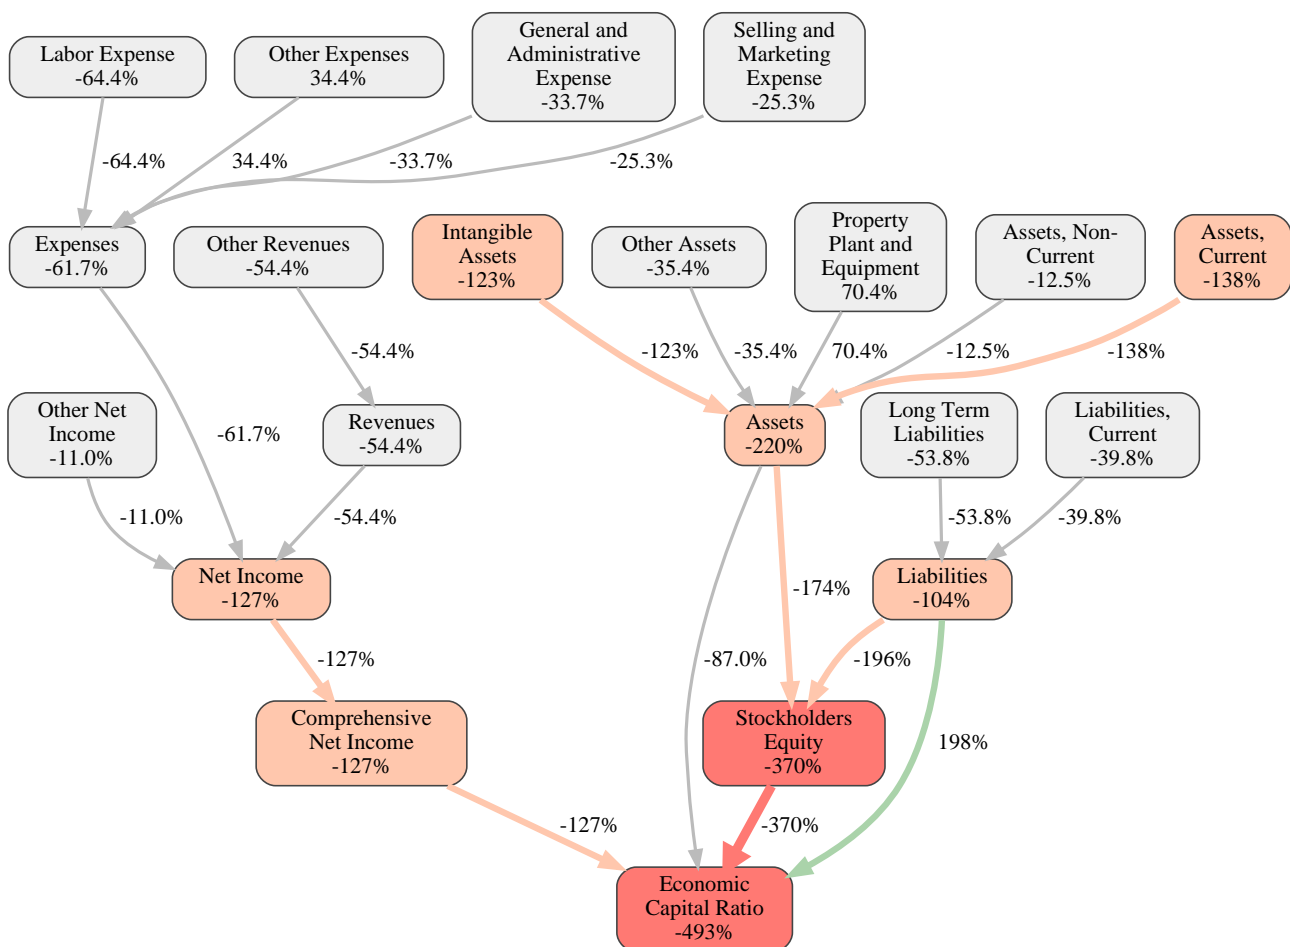 Labor Expense
-64.4%
Other Expenses
34.4%
General and
Administrative
Expense
-33.7%
Selling and
Marketing
Expense
-25.3%
-64.4%
34.4%
-33.7%
-25.3%
Expenses
-61.7%
Other Revenues
-54.4%
Intangible
Assets
-123%
Other Assets
-35.4%
Property
Plant and
Equipment
70.4%
Assets, Non-
Current
-12.5%
Assets,
Current
-138%
-54.4%
-123%
-35.4%
70.4%
-12.5%
-138%
Other Net
Income
-11.0%
-61.7%
Revenues
-54.4%
Assets
-220%
Long Term
Liabilities
-53.8%
Liabilities,
Current
-39.8%
-11.0%
-54.4%
-53.8%
-39.8%
Net Income
-127%
-174%
Liabilities
-104%
-127%
-87.0%
-196%
Comprehensive
Net Income
-127%
Stockholders
Equity
-370%
198%
-127%
-370%
Economic
Capital Ratio
-493%